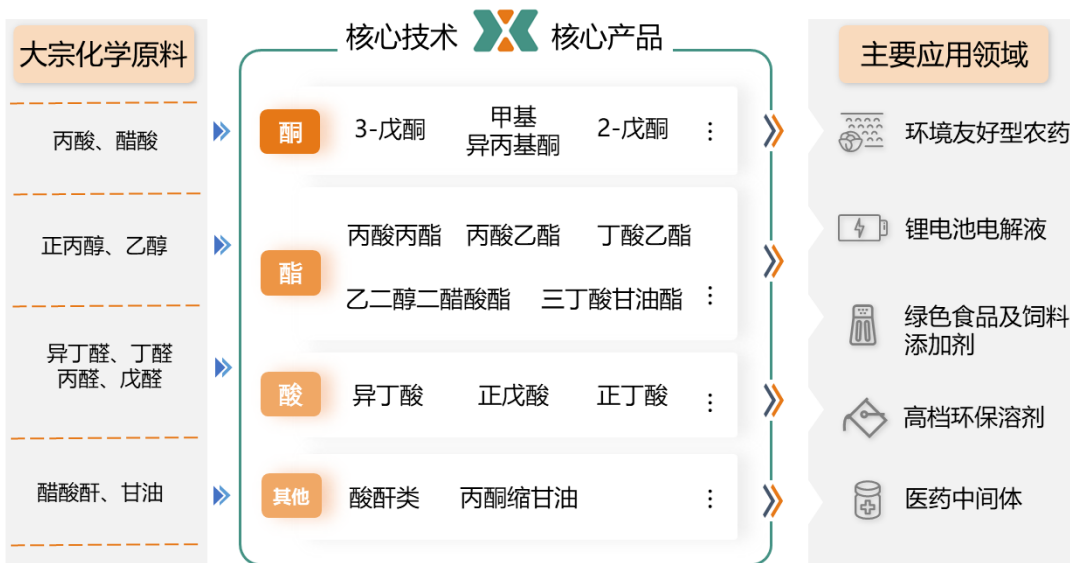 大宗化学原料
丙酸、醋酸
正丙醇、乙醇
异丁醛、丁醛
丙醛、戊醛
醋酸酐、甘油
核心技术 核心产品
酮
3-戊酮
甲基
异丙基酮
2-戊酮
酯
丙酸丙酯 丙酸乙酯 丁酸乙酯
乙二醇二醋酸酯 三丁酸甘油酯
酸
异丁酸 正戊酸 正丁酸
其他
酸酐类 丙酮缩甘油
主要应用领域
环境友好型农药
锂电池电解液
绿色食品及饲料
添加剂
高档环保溶剂
医药中间体